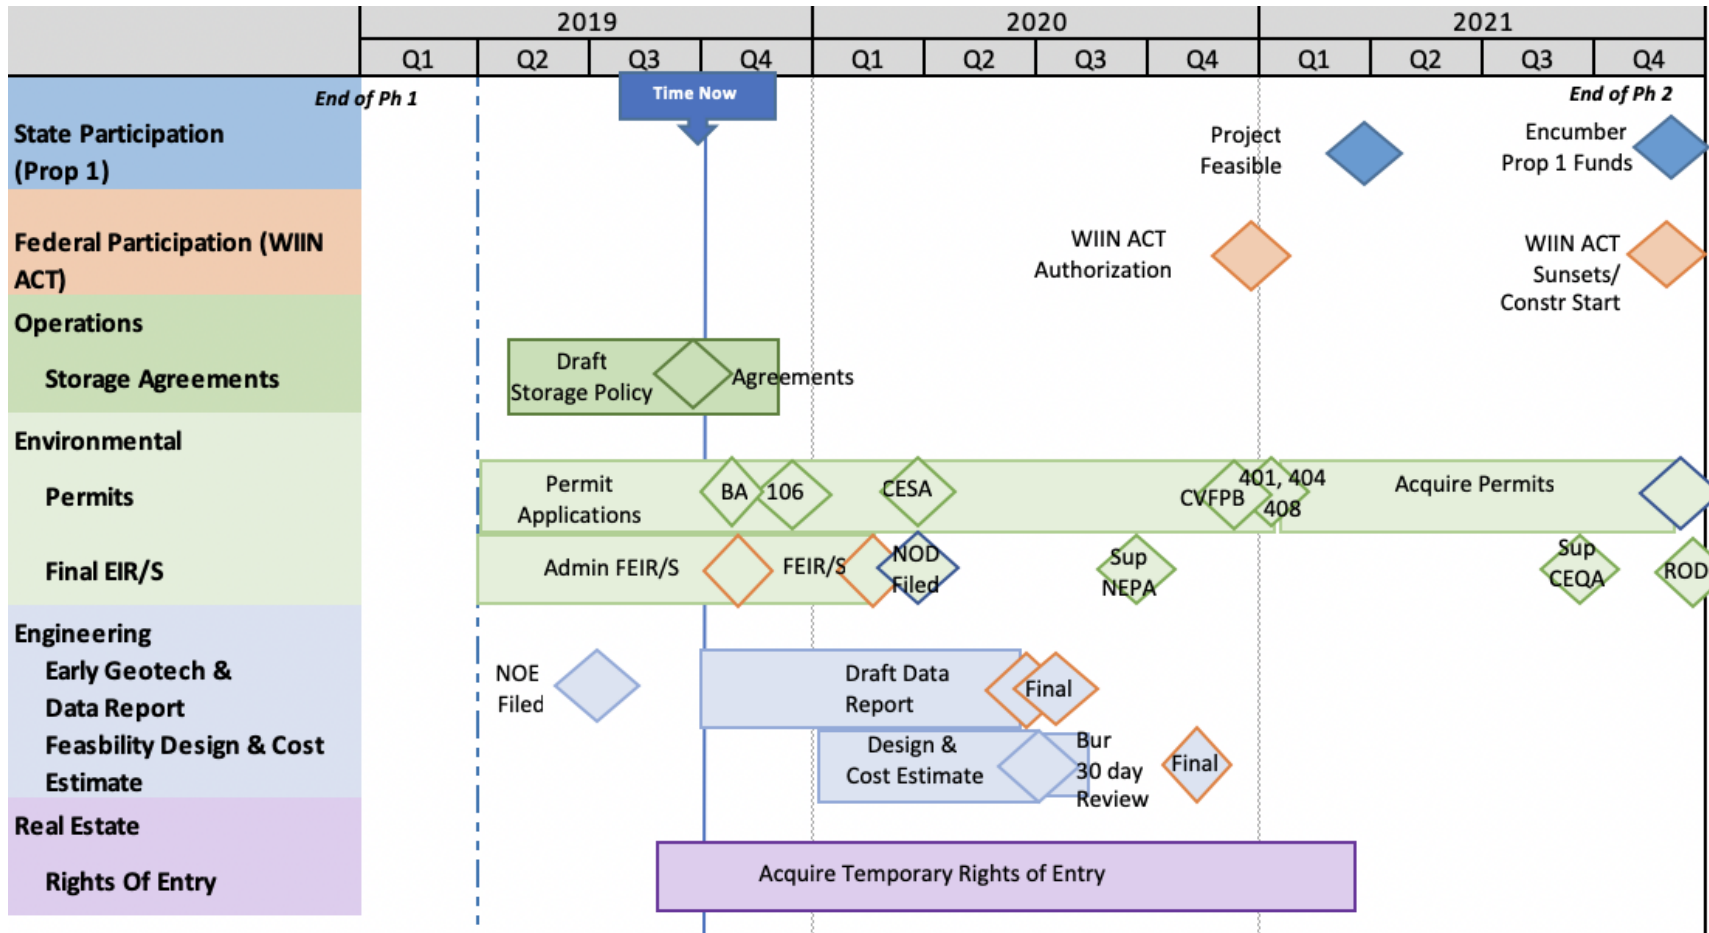 2019
2020
2021
Q1
Q2
Q3
Q4
Q1
Q2
Q3
Q4
Q1
Q2
Q3
Q4
End of Ph 1
Time Now
End of Ph 2
State Participation
(Prop 1)
Project
Feasible
Encumber
Prop 1 Funds
Federal Participation (WIIN
ACT)
WIIN ACT
Authorization
WIIN ACT
Sunsets/
Constr Start
Operations
Storage Agreements
Draft
Storage Policy
Agreements
Environmental
Permits
Permit
Applications
BA
106
CESA
CVFPB
401, 404
408
Acquire Permits
Final EIR/S
Admin FEIR/S
FEIR/S
NOD
Filed
Sup
NEPA
Sup
CEQA
ROD
Engineering
Early Geotech &
Data Report
NOE
Filed
Draft Data
Report
Final
Feasbility Design & Cost
Estimate
Design &
Cost Estimate
Bur
30 day
Review
Final
Real Estate
Rights Of Entry
Acquire Temporary Rights of Entry